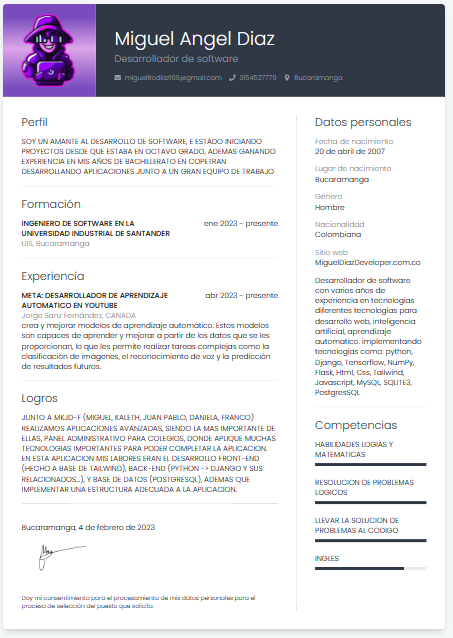 Miguel Angel Diaz
Desarrollador de software
miguelitodiaz169@gmail.com 3154527779 Bucaramanga
Perfil
SOY UN AMANTE AL DESARROLLO DE SOFTWARE, E ESTADO INICIANDO
PROYECTOS DESDE QUE ESTABA EN OCTAVO GRADO, ADEMAS GANANDO
EXPERIENCIA EN MIS AÑOS DE BACHILLERATO EN COPETRAN
DESARROLLANDO APLICACIONES JUNTO A UN GRAN EQUIPO DE TRABAJO
Formación
INGENIERO DE SOFTWARE EN LA ene 2023 - presente
UNIVERSIDAD INDUSTRIAL DE SANTANDER
UIS, Bucaramanga
Experiencia
META: DESARROLLADOR DE APRENDIZAJE abr 2023 - presente
AUTOMATICO EN YOUTUBE
Jorge Sanz Fernández, CANADA
crea y mejorar modelos de aprendizaje automático. Estos modelos
son capaces de aprender y mejorar a partir de los datos que se les
proporcionan, lo que les permite realizar tareas complejas como la
clasificación de imágenes, el reconocimiento de voz y la predicción
de resultados futuros.
Logros
JUNTO A MKJD-F (MIGUEL, KALETH, JUAN PABLO, DANIELA, FRANCO)
REALIZAMOS APLICACIONES AVANZADAS, SIENDO LA MAS IMPORTANTE DE
ELLAS, PANEL ADMINISTRATIVO PARA COLEGIOS, DONDE APLIQUE MUCHAS
TECNOLOGIAS IMPORTANTES PARA PODER COMPLETAR LA APLICACION.
EN ESTA APLICACION MIS LABORES ERAN EL DESARROLLO FRONT-END
(HECHO A BASE DE TAILWIND), BACK-END (PYTHON -> DJANGO Y SUS
RELACIONADOS...), Y BASE DE DATOS (POSTGRESQL), ADEMAS QUE
IMPLEMENTAR UNA ESTRUCTURA ADECUADA A LA APLICACION.
Bucaramanga, 4 de febrero de 2023
Doy mi consentimiento para el procesamiento de mis datos personales para el
proceso de selección del puesto que solicito.
Datos personales
Fecha de nacimiento
20 de abril de 2007
Lugar de nacimiento
Bucaramanga
Género
Hombre
Nacionalidad
Colombiana
Sitio web
MiguelDiazDeveloper.com.co
Desarrollador de software
con varios años de
experiencia en tecnologias
diferentes tecnologias para
desarrollo web, inteligencia
artificial, aprendizaje
automatico. implementando
tecnologias como: python,
Django, Tensorflow, NumPy,
Flask, Html, Css, Tailwind,
Javascript, MySQL, SQLITE3,
PostgresSQL
Competencias
HABILIDADES LOGIAS Y
MATEMATICAS
RESOLUCION DE PROBLEMAS
LOGICOS
LLEVAR LA SOLUCION DE
PROBLEMAS AL CODIGO
INGLES